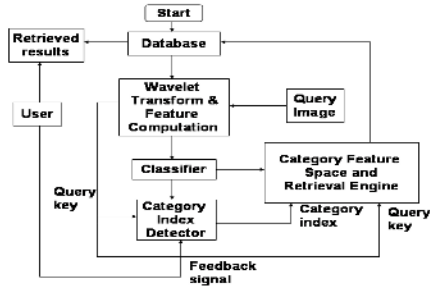 Start
Retrieved
results
Database
Wavelet
Transform &
Feature
Computation
Query
Image
User
Classifier
Category Feature
Space and
Retrieval Engine
Query
key
Category
Index
Detector
Category
index
Query
key
Feedback
signal